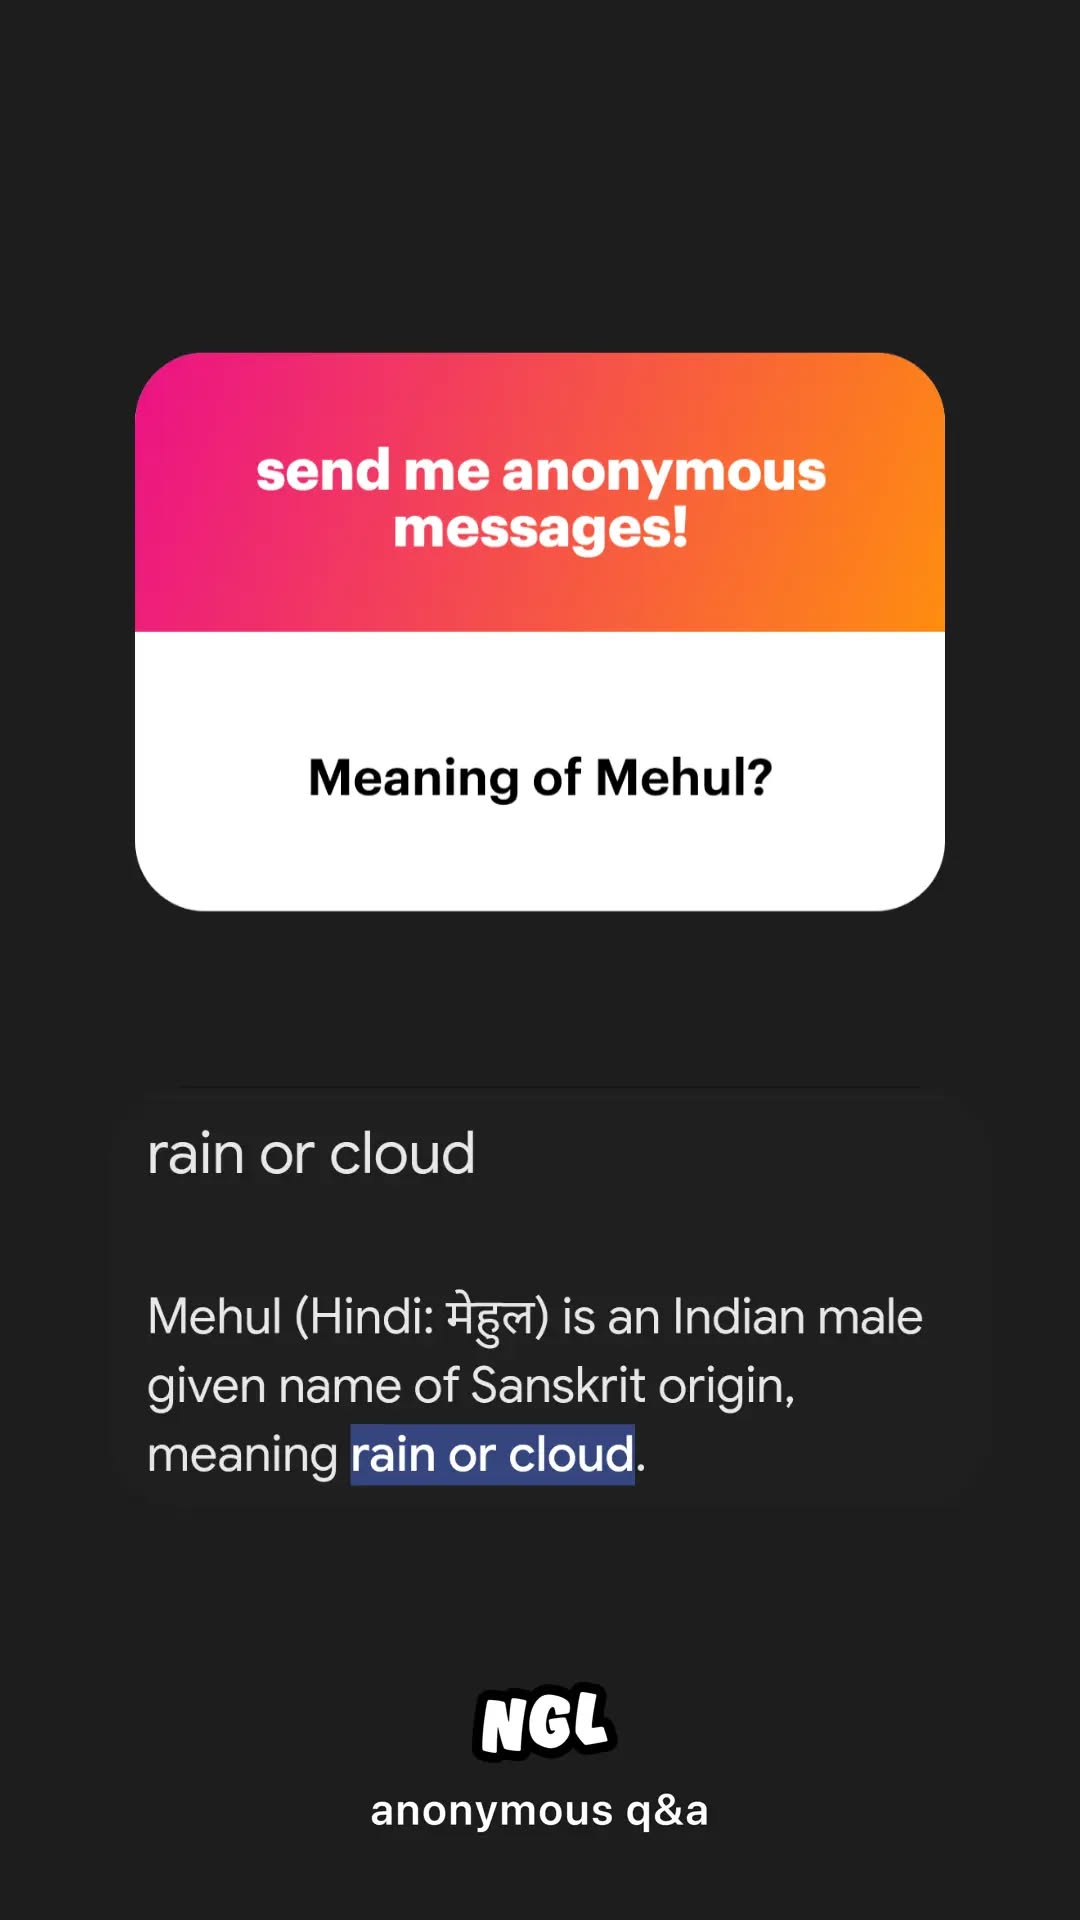 send me anonymous
messages!
Meaning of Mehul?
rain or cloud
Mehul (Hindi: मेहुल) is an Indian male
given name of Sanskrit origin,
meaning rain or cloud.
NGL
anonymous q&a